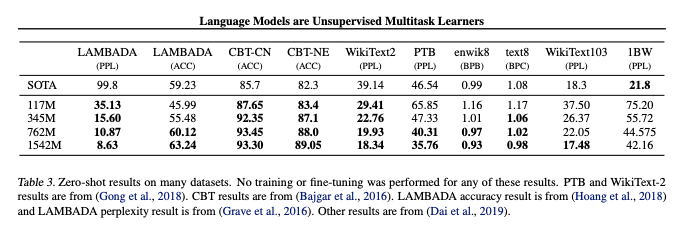 Language Models are Unsupervised Multitask Learners
LAMBADA LAMBADA CBT-CN CBT-NE WikiText2 PTB enwik8 text8 WikiText103 1BW
(PPL) (ACC) (ACC) (ACC) (PPL) (PPL) (BPB) (BPC) (PPL) (PPL)
SOTA 99.8 59.23 85.7 82.3 39.14 46.54 0.99 1.08 18.3 21.8
117M 35.13 45.99 87.65 83.4 29.41 65.85 1.16 1.17 37.50 75.20
345M 15.60 55.48 92.35 87.1 22.76 47.33 1.01 1.06 26.37 55.72
762M 10.87 60.12 93.45 88.0 19.93 40.31 0.97 1.02 22.05 44.575
1542M 8.63 63.24 93.30 89.05 18.34 35.76 0.93 0.98 17.48 42.16
Table 3. Zero-shot results on many datasets. No training or fine-tuning was performed for any of these results. PTB and WikiText-2
results are from (Gong et al., 2018). CBT results are from (Bajgar et al., 2016). LAMBADA accuracy result is from (Hoang et al., 2018)
and LAMBADA perplexity result is from (Grave et al., 2016). Other results are from (Dai et al., 2019).